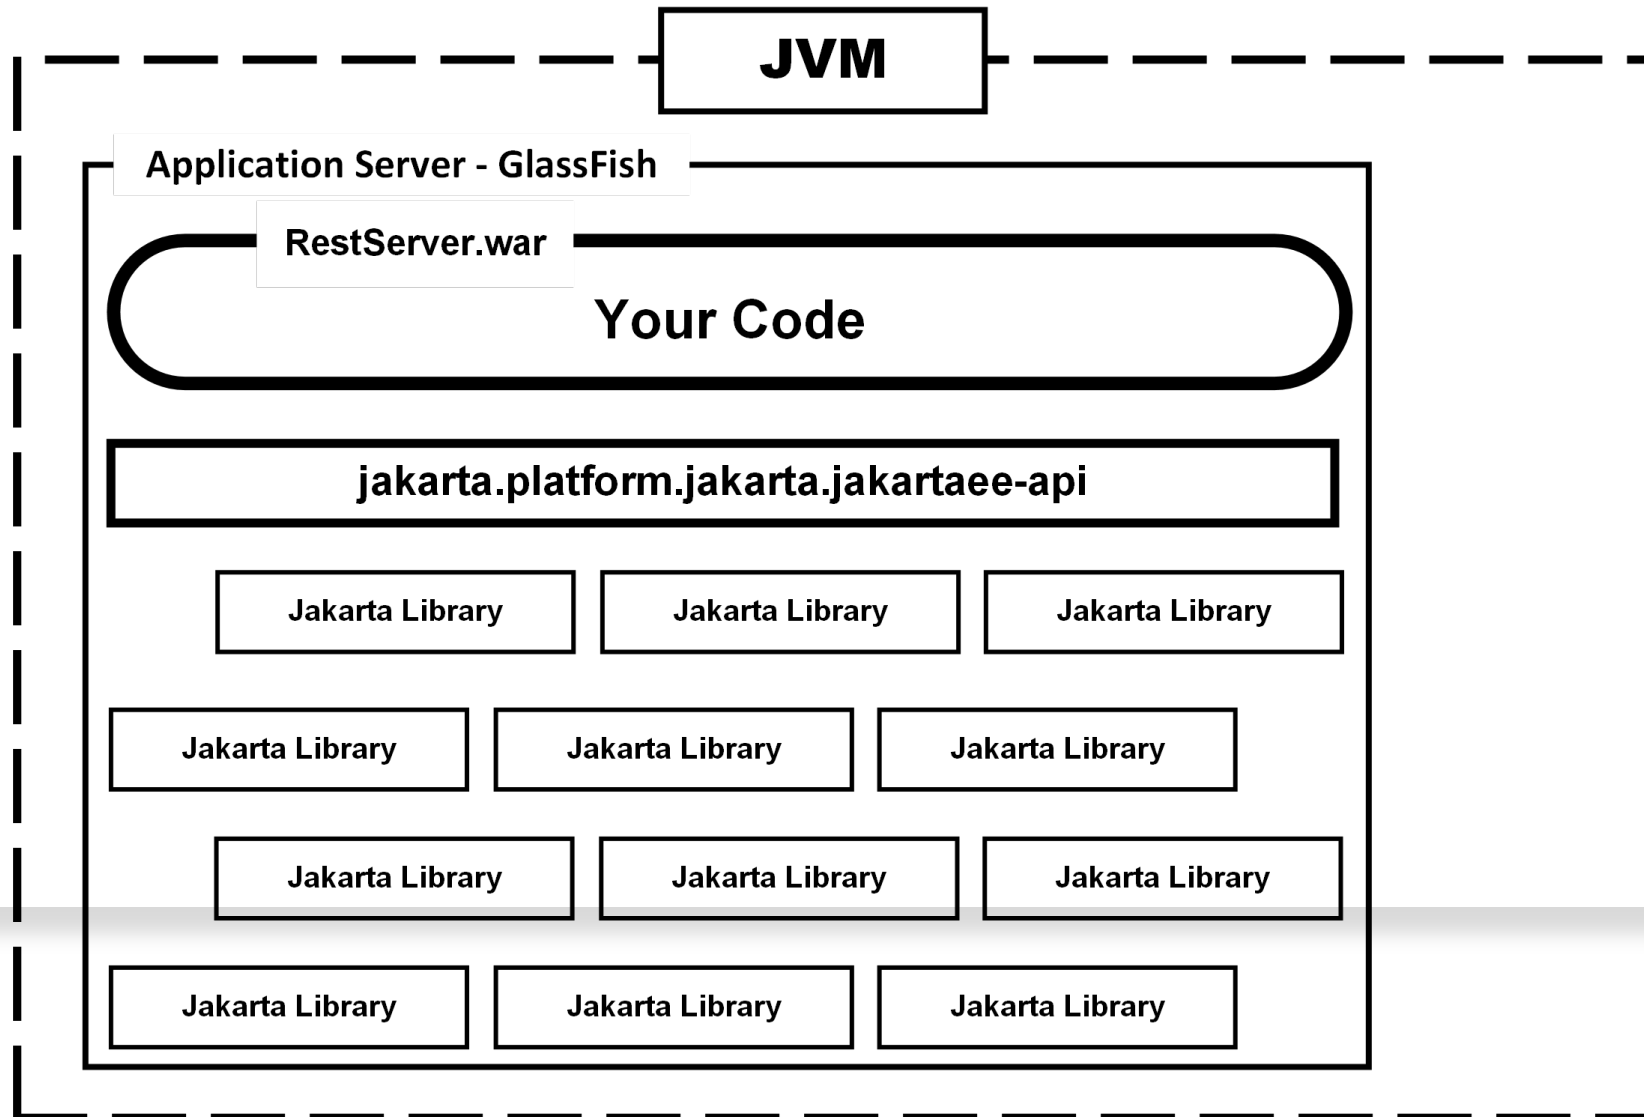 JVM
Application Server - GlassFish
RestServer.war
Your Code
jakarta.platform.jakarta.jakartaee-api
Jakarta Library
Jakarta Library
Jakarta Library
Jakarta Library
Jakarta Library
Jakarta Library
Jakarta Library
Jakarta Library
Jakarta Library
Jakarta Library
Jakarta Library
Jakarta Library